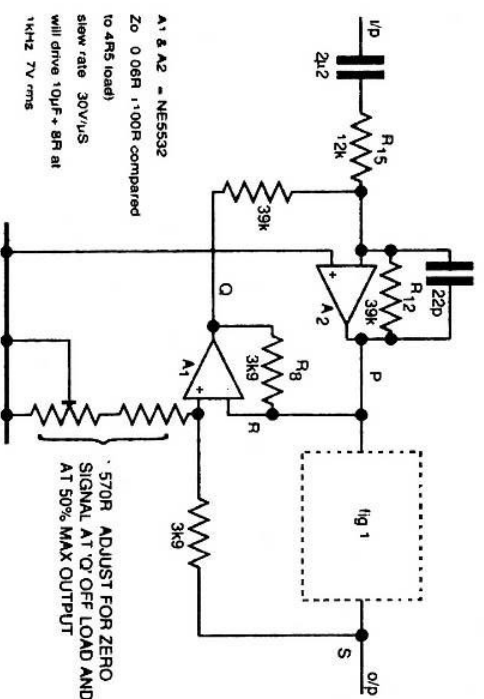 I/p
2µ2
R15
12k
39k
22p
R12
39k
A2
+
P
Q
R8
3k9
A1
+
R
fig 1
3k9
S
o/p
A1 & A2 = NE5532
Zo 0.06R (100R compared
to 4R5 load)
slew rate 30V/µS
will drive 10µF + 8R at
1kHz 7V rms
570R ADJUST FOR ZERO
SIGNAL AT 'Q' OFF LOAD AND
AT 50% MAX OUTPUT